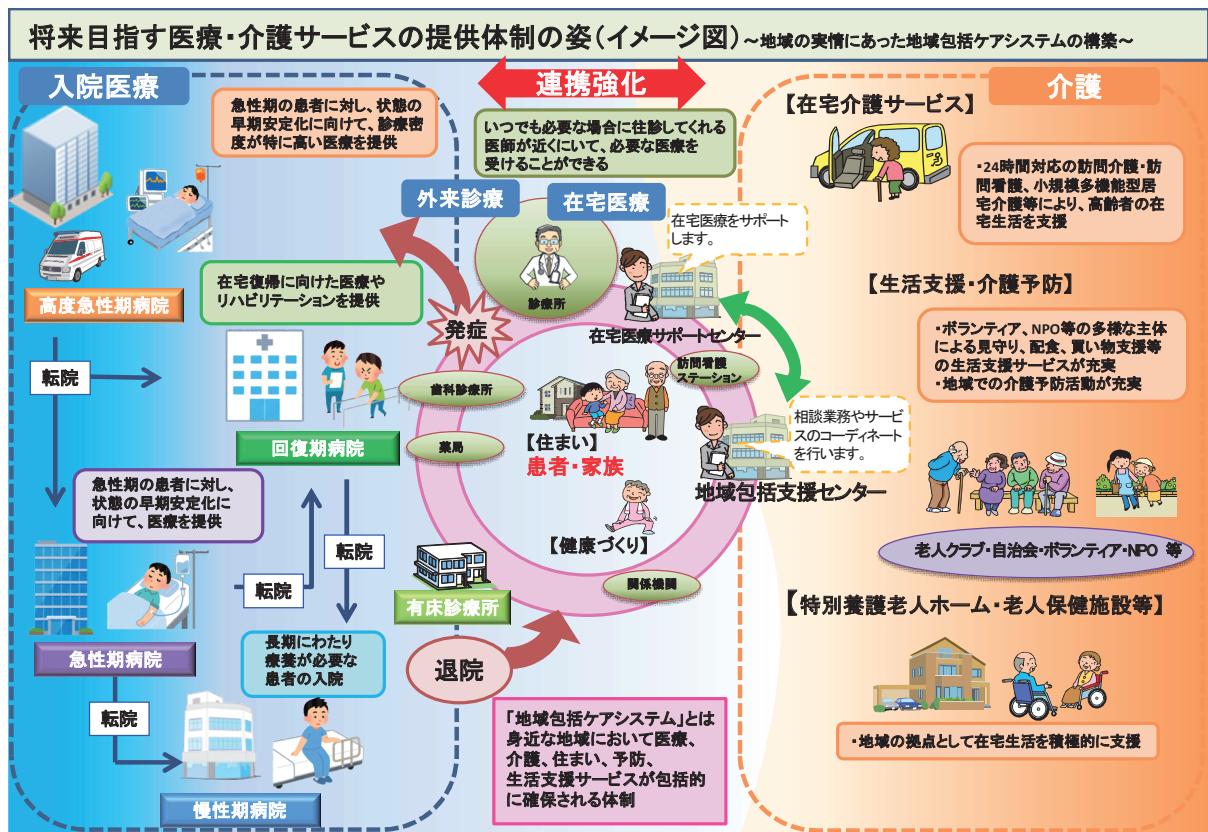 将来目指す医療・介護サービスの提供体制の姿(イメージ図)～地域の実情にあった地域包括ケアシステムの構築～
入院医療
急性期の患者に対し、状態の
早期安定化に向けて、診療密
度が特に高い医療を提供
高度急性期病院
転院
在宅復帰に向けた医療や
リハビリテーションを提供
回復期病院
急性期の患者に対し、
状態の早期安定化に
向けて、医療を提供
急性期病院
転院
転院
長期にわたり
療養が必要な
患者の入院
転院
慢性期病院
連携強化
いつでも必要な場合に往診してくれる
医師が近くにいて、必要な医療を
受けることができる
外来診療
在宅医療
診療所
在宅医療をサポート
します。
在宅医療サポートセンター
発症
歯科診療所
薬局
訪問看護
ステーション
【住まい】
患者・家族
相談業務やサービ
スのコーディネート
を行います。
地域包括支援センター
【健康づくり】
関係機関
有床診療所
退院
「地域包括ケアシステム」とは
身近な地域において医療、
介護、住まい、予防、
生活支援サービスが包括的
に確保される体制
介護
【在宅介護サービス】
・24時間対応の訪問介護・訪
問看護、小規模多機能型居
宅介護等により、高齢者の在
宅生活を支援
【生活支援・介護予防】
・ボランティア、NPO等の多様な主体
による見守り、配食、買い物支援等
の生活支援サービスが充実
・地域での介護予防活動が充実
老人クラブ・自治会・ボランティア・NPO 等
【特別養護老人ホーム・老人保健施設等】
・地域の拠点として在宅生活を積極的に支援